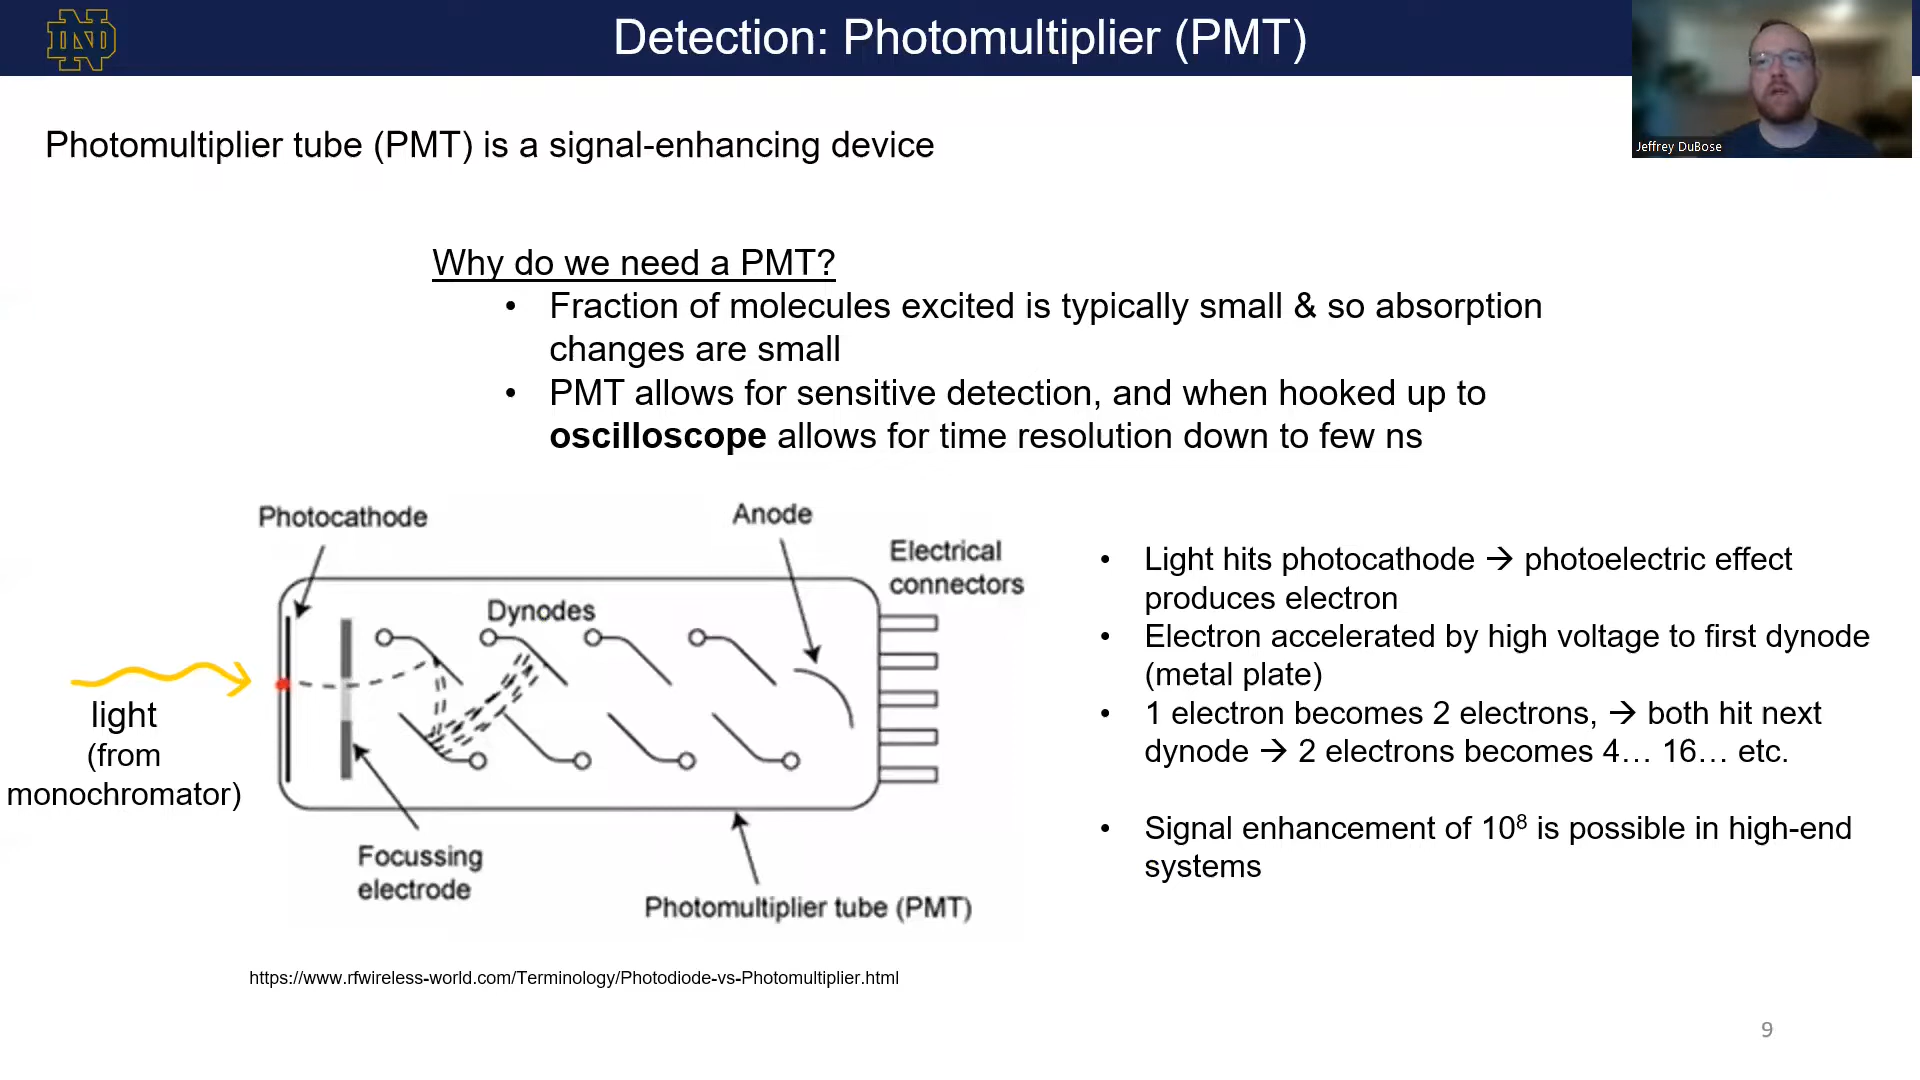 Detection: Photomultiplier (PMT)
Jeffrey DuBose
Photomultiplier tube (PMT) is a signal-enhancing device
Why do we need a PMT?
• Fraction of molecules excited is typically small & so absorption
changes are small
• PMT allows for sensitive detection, and when hooked up to
oscilloscope allows for time resolution down to few ns
Photocathode
Anode
Electrical
connectors
Dynodes
light
(from
monochromator)
Focussing
electrode
Photomultiplier tube (PMT)
• Light hits photocathode → photoelectric effect
produces electron
• Electron accelerated by high voltage to first dynode
(metal plate)
• 1 electron becomes 2 electrons, → both hit next
dynode → 2 electrons becomes 4… 16… etc.
• Signal enhancement of 10⁸ is possible in high-end
systems
https://www.rfwireless-world.com/Terminology/Photodiode-vs-Photomultiplier.html
9